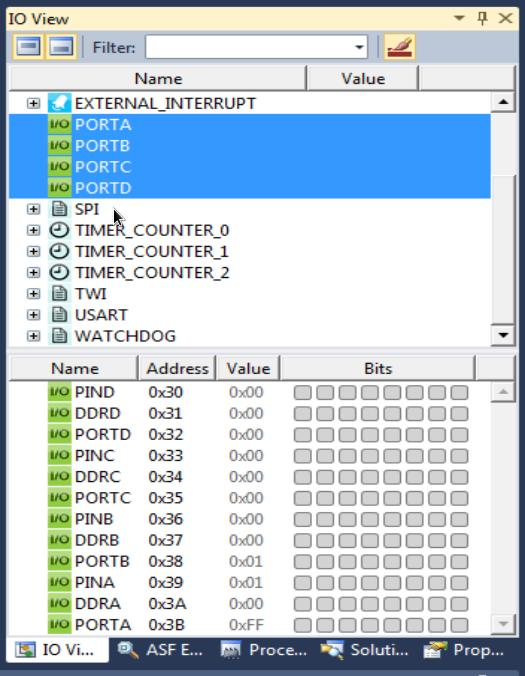 IO View
Filter:
Name Value
EXTERNAL_INTERRUPT
I/O PORTA
I/O PORTB
I/O PORTC
I/O PORTD
SPI
TIMER_COUNTER_0
TIMER_COUNTER_1
TIMER_COUNTER_2
TWI
USART
WATCHDOG
Name Address Value Bits
I/O PIND 0x30 0x00
I/O DDRD 0x31 0x00
I/O PORTD 0x32 0x00
I/O PINC 0x33 0x00
I/O DDRC 0x34 0x00
I/O PORTC 0x35 0x00
I/O PINB 0x36 0x00
I/O DDRB 0x37 0x00
I/O PORTB 0x38 0x01
I/O PINA 0x39 0x01
I/O DDRA 0x3A 0x00
I/O PORTA 0x3B 0xFF
IO Vi... ASF E... Proce... Soluti... Prop...